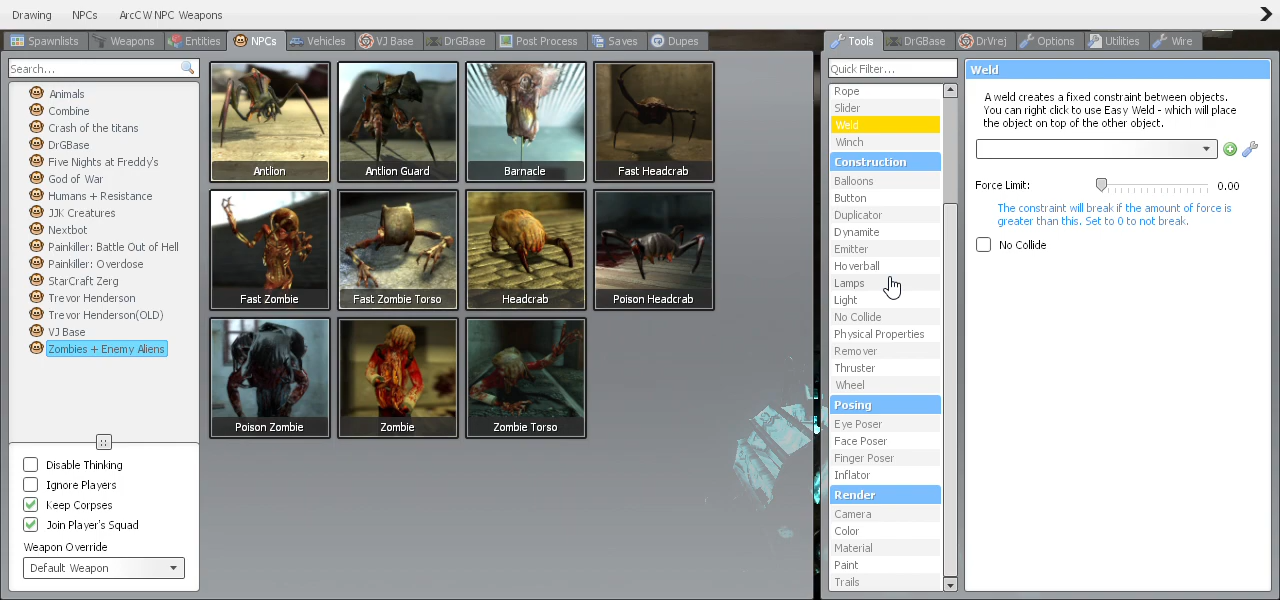 Drawing NPCs ArcCW NPC Weapons
Spawnlists Weapons Entities NPCs Vehicles VJ Base DrGBase Post Process Saves Dupes
Search...
Animals
Combine
Crash of the titans
DrGBase
Five Nights at Freddy's
God of War
Humans + Resistance
JJK Creatures
Nextbot
Painkiller: Battle Out of Hell
Painkiller: Overdose
StarCraft Zerg
Trevor Henderson
Trevor Henderson(OLD)
VJ Base
Zombies + Enemy Aliens
Disable Thinking
Ignore Players
Keep Corpses
Join Player's Squad
Weapon Override
Default Weapon
Antlion Antlion Guard Barnacle Fast Headcrab
Fast Zombie Fast Zombie Torso Headcrab Poison Headcrab
Poison Zombie Zombie Zombie Torso
Tools DrGBase DrVrej Options Utilities Wire
Quick Filter...
Rope
Slider
Weld
Winch
Construction
Balloons
Button
Duplicator
Dynamite
Emitter
Hoverball
Lamps
Light
No Collide
Physical Properties
Remover
Thruster
Wheel
Posing
Eye Poser
Face Poser
Finger Poser
Inflator
Render
Camera
Color
Material
Paint
Trails
Weld
A weld creates a fixed constraint between objects.
You can right click to use Easy Weld - which will place
the object on top of the other object.
Force Limit: 0.00
The constraint will break if the amount of force is
greater than this. Set to 0 to not break.
No Collide